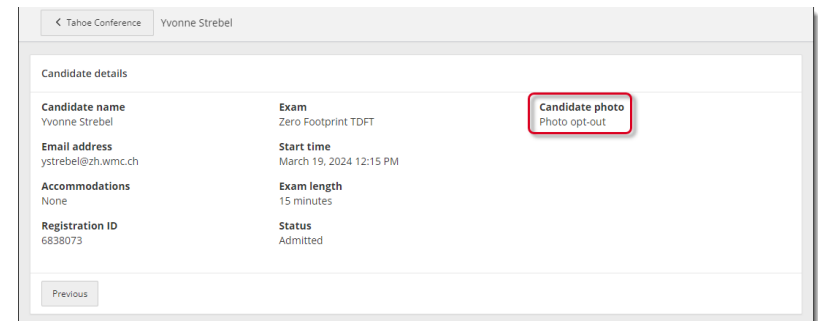 Tahoe Conference Yvonne Strebel
Candidate details
Candidate name
Yvonne Strebel
Email address
ystrebel@zh.wmc.ch
Accommodations
None
Registration ID
6838073
Exam
Zero Footprint TDFT
Start time
March 19, 2024 12:15 PM
Exam length
15 minutes
Status
Admitted
Candidate photo
Photo opt-out
Previous